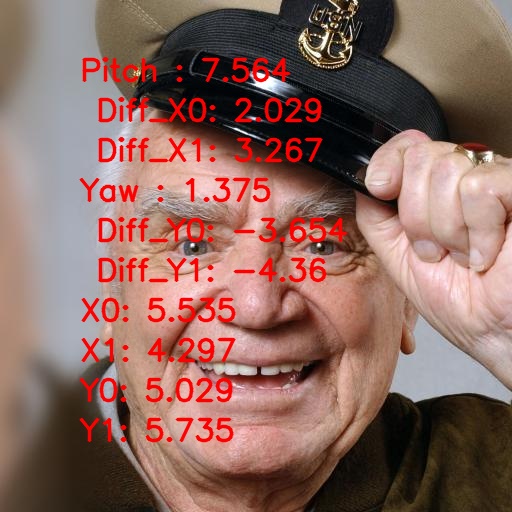 Pitch : 7.564
Diff_X0: 2.029
Diff_X1: 3.267
Yaw : 1.375
Diff_Y0: -3.654
Diff_Y1: -4.36
X0: 5.535
X1: 4.297
Y0: 5.029
Y1: 5.735